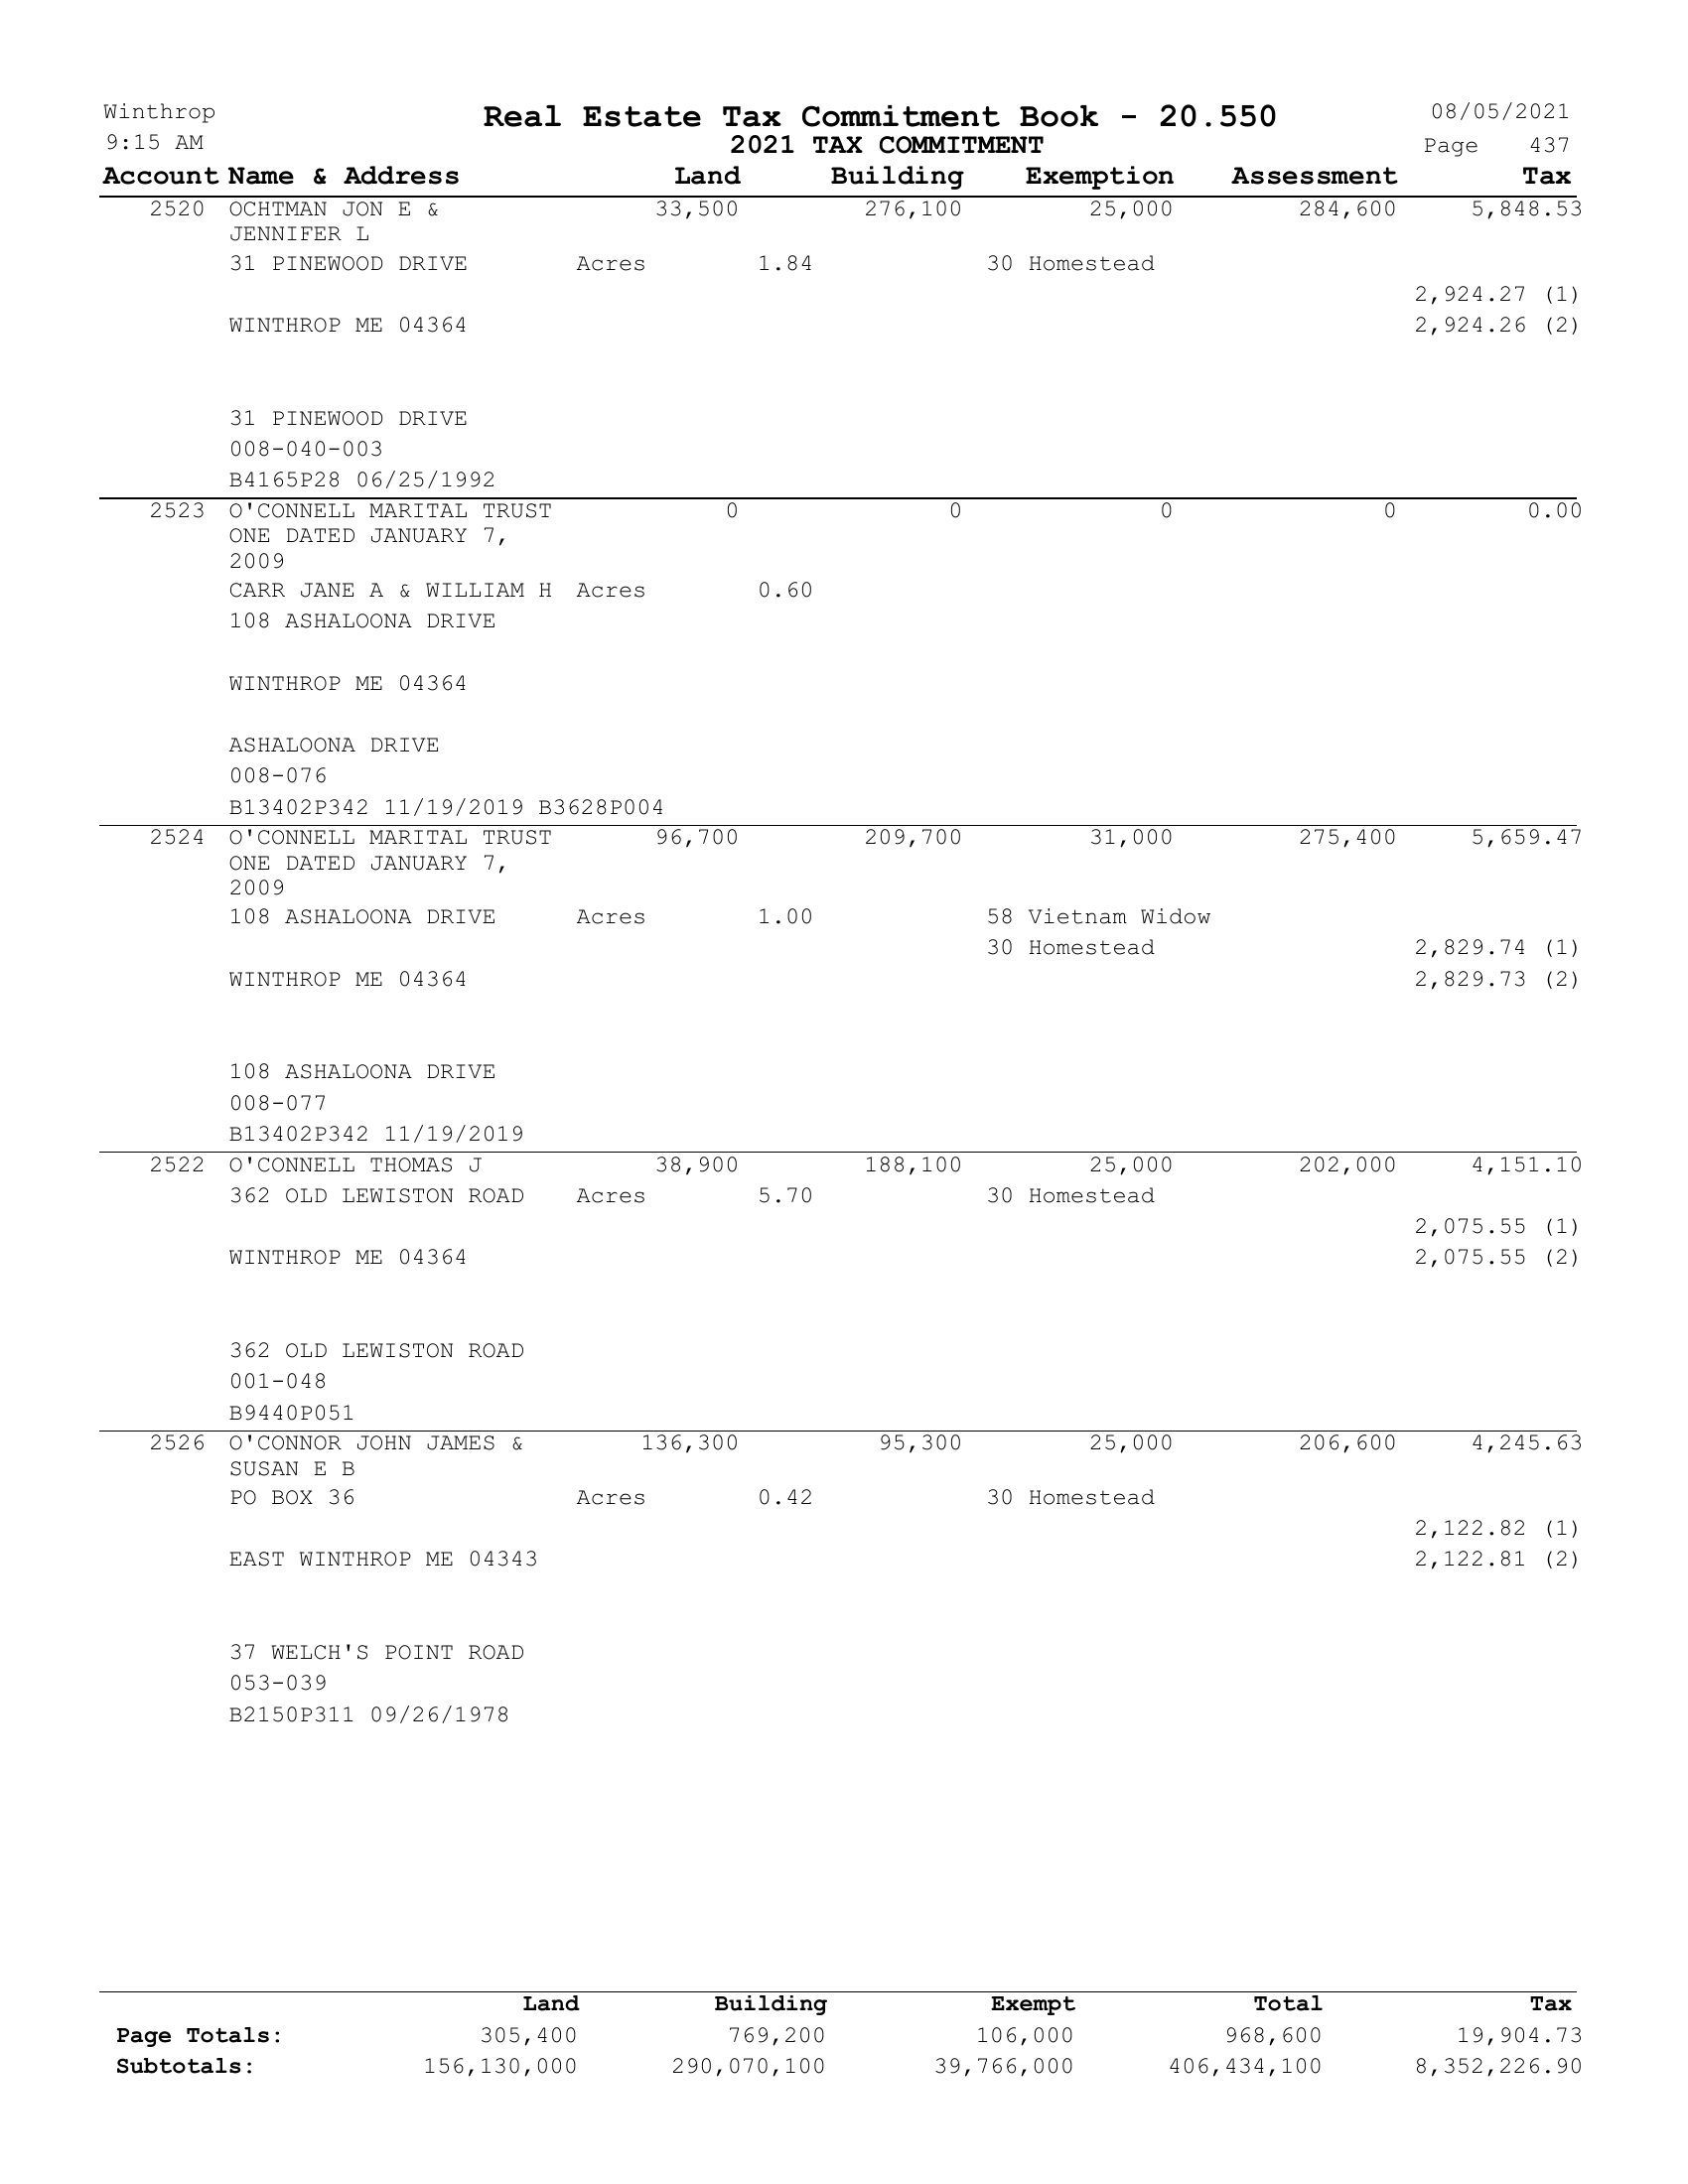 Winthrop Real Estate Tax Commitment Book - 20.550 08/05/2021
9:15 AM 2021 TAX COMMITMENT Page 437
Account Name & Address Land Building Exemption Assessment Tax
2520 OCHTMAN JON E & 33,500 276,100 25,000 284,600 5,848.53
JENNIFER L
31 PINEWOOD DRIVE Acres 1.84 30 Homestead
2,924.27 (1)
WINTHROP ME 04364 2,924.26 (2)
31 PINEWOOD DRIVE
008-040-003
B4165P28 06/25/1992
2523 O'CONNELL MARITAL TRUST 0 0 0 0 0.00
ONE DATED JANUARY 7,
2009
CARR JANE A & WILLIAM H Acres 0.60
108 ASHALOONA DRIVE
WINTHROP ME 04364
ASHALOONA DRIVE
008-076
B13402P342 11/19/2019 B3628P004
2524 O'CONNELL MARITAL TRUST 96,700 209,700 31,000 275,400 5,659.47
ONE DATED JANUARY 7,
2009
108 ASHALOONA DRIVE Acres 1.00 58 Vietnam Widow
30 Homestead 2,829.74 (1)
WINTHROP ME 04364 2,829.73 (2)
108 ASHALOONA DRIVE
008-077
B13402P342 11/19/2019
2522 O'CONNELL THOMAS J 38,900 188,100 25,000 202,000 4,151.10
362 OLD LEWISTON ROAD Acres 5.70 30 Homestead
2,075.55 (1)
WINTHROP ME 04364 2,075.55 (2)
362 OLD LEWISTON ROAD
001-048
B9440P051
2526 O'CONNOR JOHN JAMES & 136,300 95,300 25,000 206,600 4,245.63
SUSAN E B
PO BOX 36 Acres 0.42 30 Homestead
2,122.82 (1)
EAST WINTHROP ME 04343 2,122.81 (2)
37 WELCH'S POINT ROAD
053-039
B2150P311 09/26/1978
Land Building Exempt Total Tax
Page Totals: 305,400 769,200 106,000 968,600 19,904.73
Subtotals: 156,130,000 290,070,100 39,766,000 406,434,100 8,352,226.90